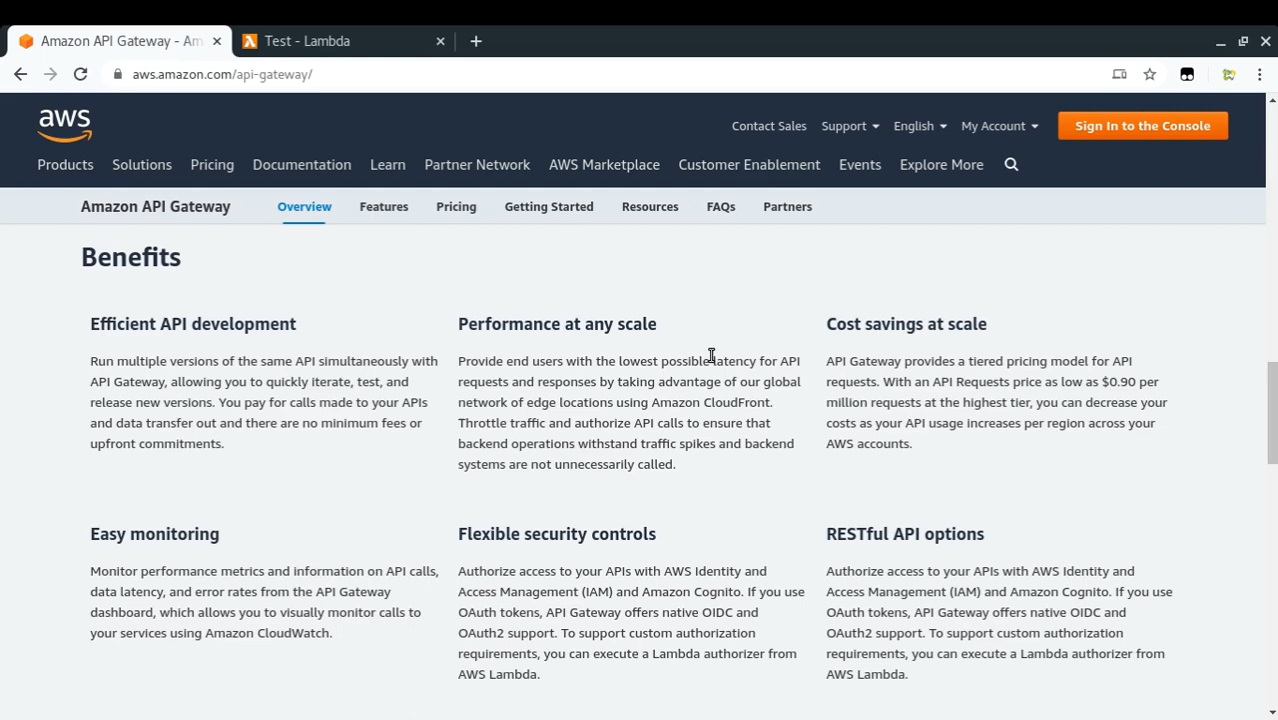 Amazon API Gateway - Am
Test - Lambda
aws.amazon.com/api-gateway/
aws
Contact Sales Support English My Account Sign In to the Console
Products Solutions Pricing Documentation Learn Partner Network AWS Marketplace Customer Enablement Events Explore More
Amazon API Gateway Overview Features Pricing Getting Started Resources FAQs Partners
Benefits
Efficient API development
Run multiple versions of the same API simultaneously with
API Gateway, allowing you to quickly iterate, test, and
release new versions. You pay for calls made to your APIs
and data transfer out and there are no minimum fees or
upfront commitments.
Performance at any scale
Provide end users with the lowest possible latency for API
requests and responses by taking advantage of our global
network of edge locations using Amazon CloudFront.
Throttle traffic and authorize API calls to ensure that
backend operations withstand traffic spikes and backend
systems are not unnecessarily called.
Cost savings at scale
API Gateway provides a tiered pricing model for API
requests. With an API Requests price as low as $0.90 per
million requests at the highest tier, you can decrease your
costs as your API usage increases per region across your
AWS accounts.
Easy monitoring
Monitor performance metrics and information on API calls,
data latency, and error rates from the API Gateway
dashboard, which allows you to visually monitor calls to
your services using Amazon CloudWatch.
Flexible security controls
Authorize access to your APIs with AWS Identity and
Access Management (IAM) and Amazon Cognito. If you use
OAuth tokens, API Gateway offers native OIDC and
OAuth2 support. To support custom authorization
requirements, you can execute a Lambda authorizer from
AWS Lambda.
RESTful API options
Authorize access to your APIs with AWS Identity and
Access Management (IAM) and Amazon Cognito. If you use
OAuth tokens, API Gateway offers native OIDC and
OAuth2 support. To support custom authorization
requirements, you can execute a Lambda authorizer from
AWS Lambda.